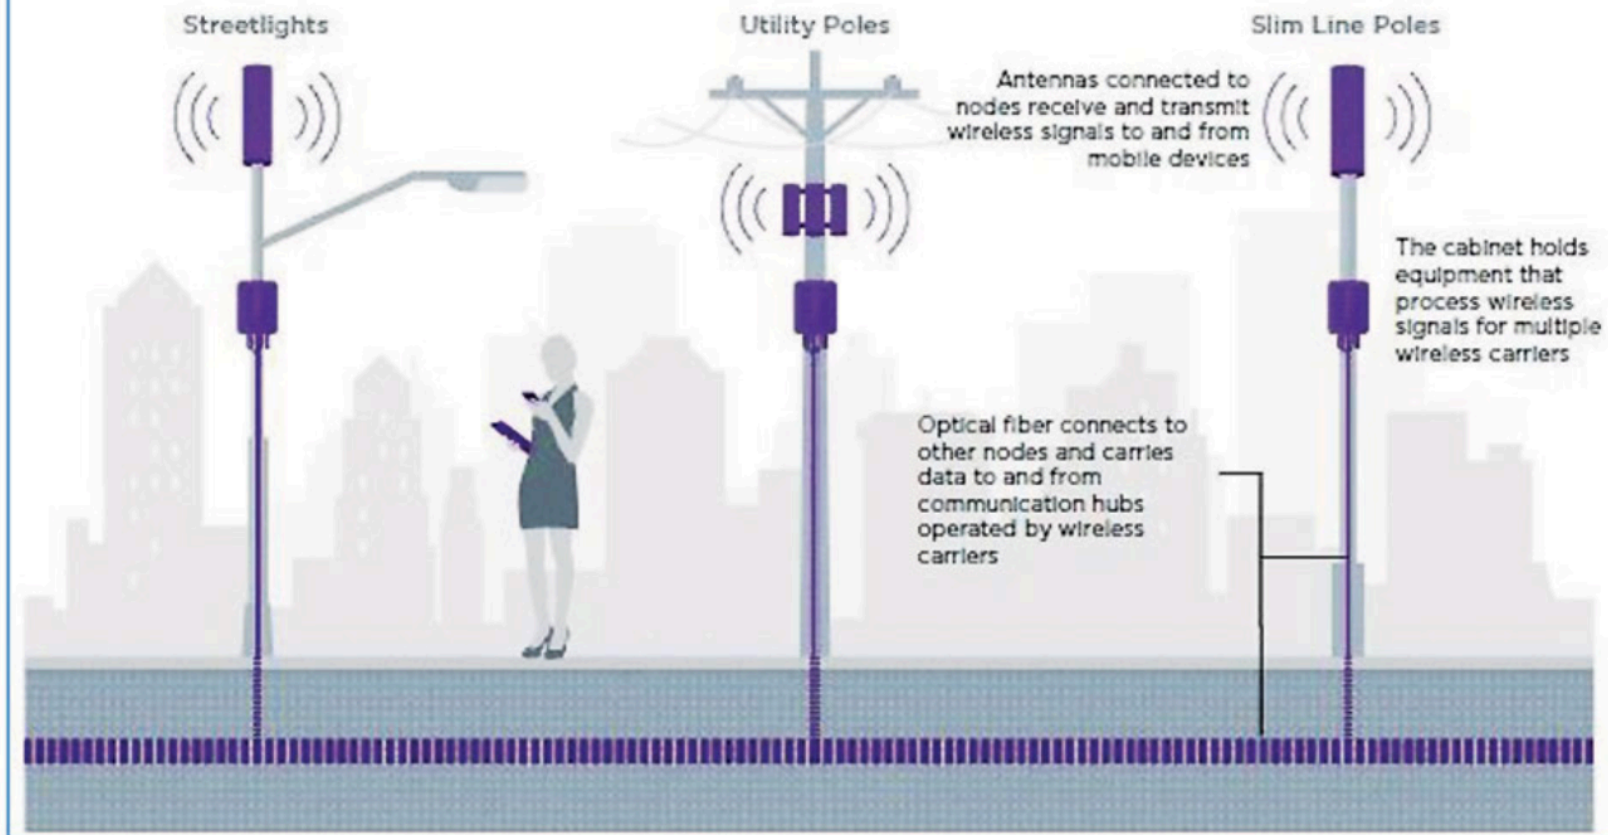 Streetlights
Utility Poles
Slim Line Poles
Antennas connected to
nodes receive and transmit
wireless signals to and from
mobile devices
The cabinet holds
equipment that
process wireless
signals for multiple
wireless carriers
Optical fiber connects to
other nodes and carries
data to and from
communication hubs
operated by wireless
carriers